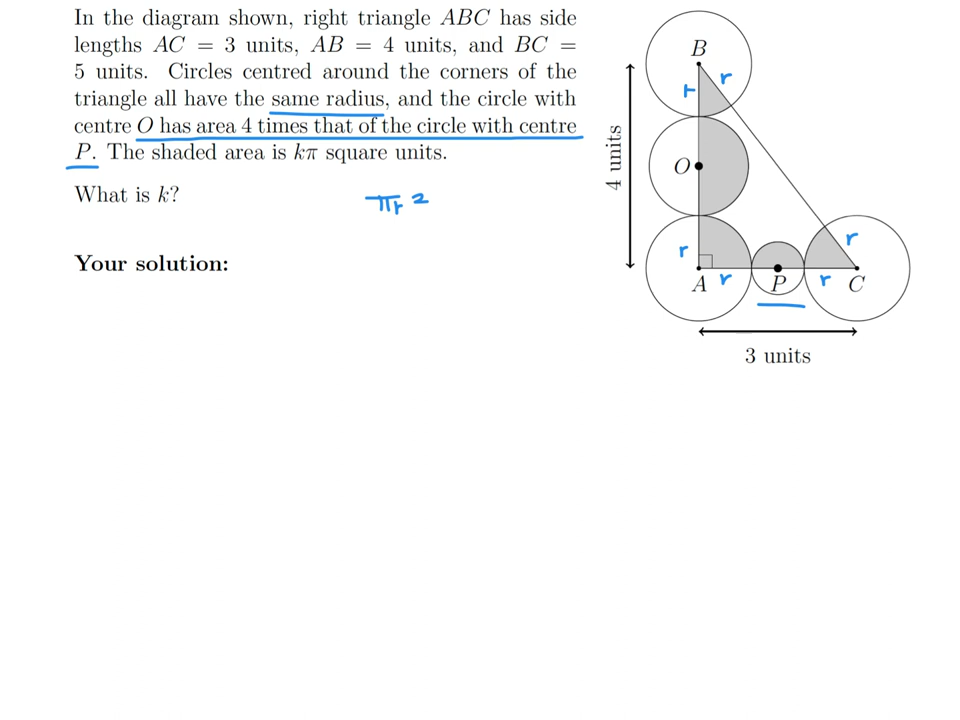 In the diagram shown, right triangle ABC has side
lengths AC = 3 units, AB = 4 units, and BC =
5 units. Circles centred around the corners of the
triangle all have the same radius, and the circle with
centre O has area 4 times that of the circle with centre
P. The shaded area is kπ square units.
What is k?
πr²
Your solution:
B
r
r
4 units
O
r
r
r
A r P r C
3 units